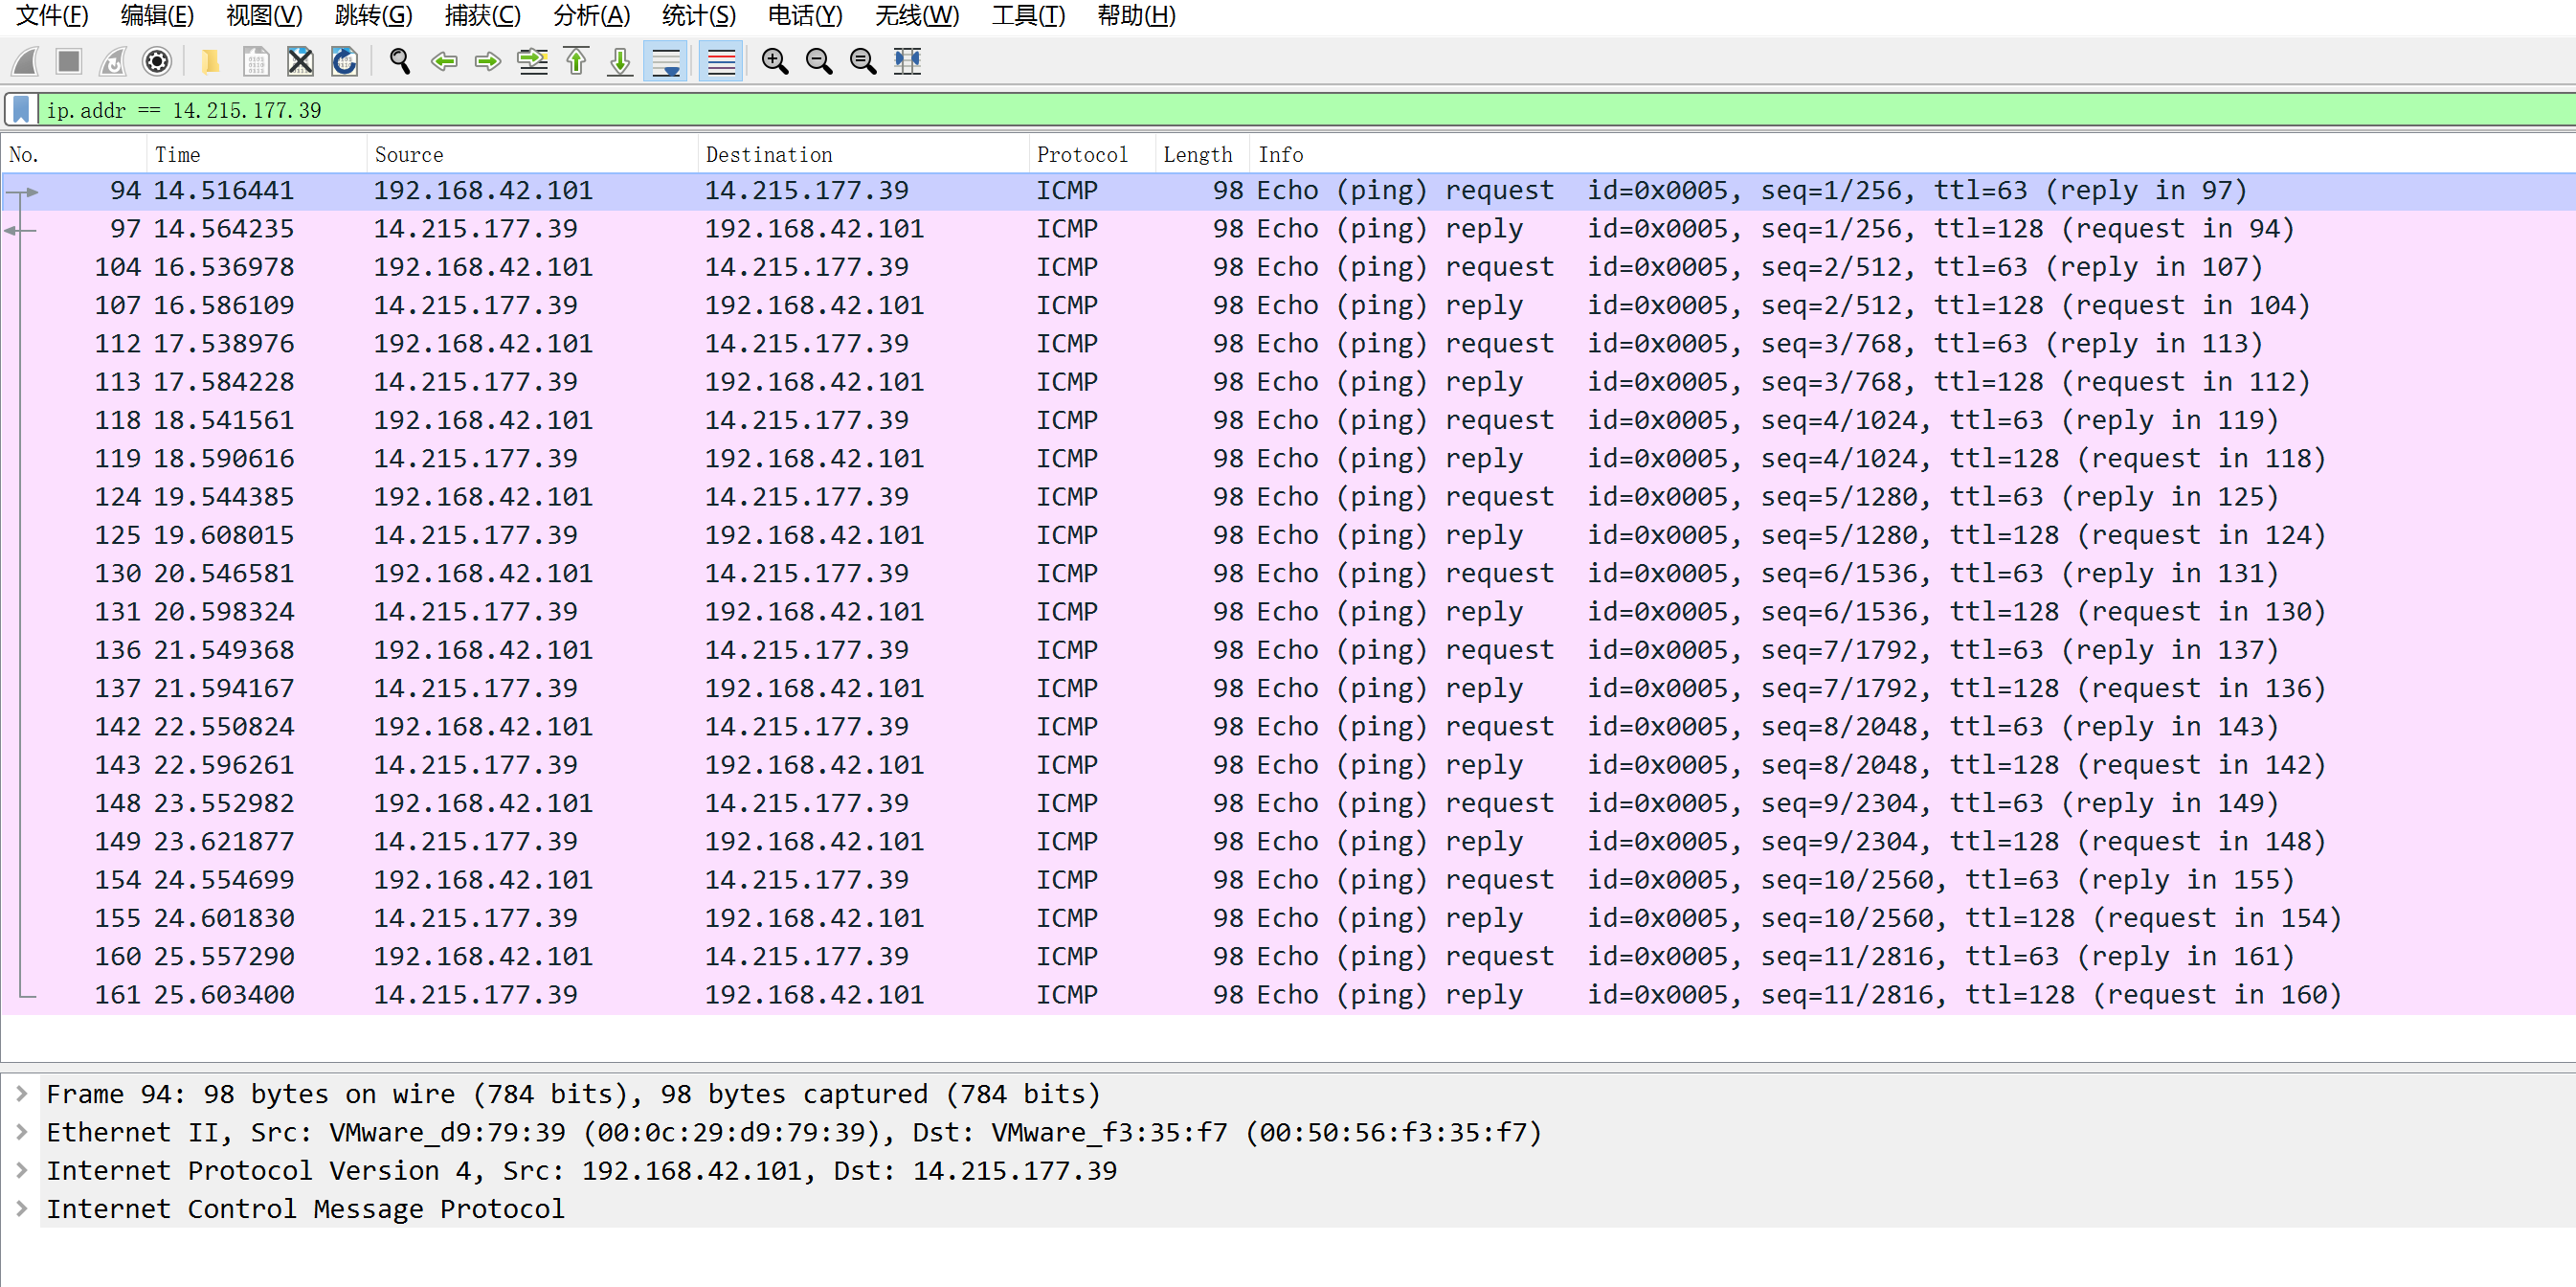 文件(F) 编辑(E) 视图(V) 跳转(G) 捕获(C) 分析(A) 统计(S) 电话(Y) 无线(W) 工具(T) 帮助(H)
ip.addr == 14.215.177.39
No. Time Source Destination Protocol Length Info
94 14.516441 192.168.42.101 14.215.177.39 ICMP 98 Echo (ping) request id=0x0005, seq=1/256, ttl=63 (reply in 97)
97 14.564235 14.215.177.39 192.168.42.101 ICMP 98 Echo (ping) reply id=0x0005, seq=1/256, ttl=128 (request in 94)
104 16.536978 192.168.42.101 14.215.177.39 ICMP 98 Echo (ping) request id=0x0005, seq=2/512, ttl=63 (reply in 107)
107 16.586109 14.215.177.39 192.168.42.101 ICMP 98 Echo (ping) reply id=0x0005, seq=2/512, ttl=128 (request in 104)
112 17.538976 192.168.42.101 14.215.177.39 ICMP 98 Echo (ping) request id=0x0005, seq=3/768, ttl=63 (reply in 113)
113 17.584228 14.215.177.39 192.168.42.101 ICMP 98 Echo (ping) reply id=0x0005, seq=3/768, ttl=128 (request in 112)
118 18.541561 192.168.42.101 14.215.177.39 ICMP 98 Echo (ping) request id=0x0005, seq=4/1024, ttl=63 (reply in 119)
119 18.590616 14.215.177.39 192.168.42.101 ICMP 98 Echo (ping) reply id=0x0005, seq=4/1024, ttl=128 (request in 118)
124 19.544385 192.168.42.101 14.215.177.39 ICMP 98 Echo (ping) request id=0x0005, seq=5/1280, ttl=63 (reply in 125)
125 19.608015 14.215.177.39 192.168.42.101 ICMP 98 Echo (ping) reply id=0x0005, seq=5/1280, ttl=128 (request in 124)
130 20.546581 192.168.42.101 14.215.177.39 ICMP 98 Echo (ping) request id=0x0005, seq=6/1536, ttl=63 (reply in 131)
131 20.598324 14.215.177.39 192.168.42.101 ICMP 98 Echo (ping) reply id=0x0005, seq=6/1536, ttl=128 (request in 130)
136 21.549368 192.168.42.101 14.215.177.39 ICMP 98 Echo (ping) request id=0x0005, seq=7/1792, ttl=63 (reply in 137)
137 21.594167 14.215.177.39 192.168.42.101 ICMP 98 Echo (ping) reply id=0x0005, seq=7/1792, ttl=128 (request in 136)
142 22.550824 192.168.42.101 14.215.177.39 ICMP 98 Echo (ping) request id=0x0005, seq=8/2048, ttl=63 (reply in 143)
143 22.596261 14.215.177.39 192.168.42.101 ICMP 98 Echo (ping) reply id=0x0005, seq=8/2048, ttl=128 (request in 142)
148 23.552982 192.168.42.101 14.215.177.39 ICMP 98 Echo (ping) request id=0x0005, seq=9/2304, ttl=63 (reply in 149)
149 23.621877 14.215.177.39 192.168.42.101 ICMP 98 Echo (ping) reply id=0x0005, seq=9/2304, ttl=128 (request in 148)
154 24.554699 192.168.42.101 14.215.177.39 ICMP 98 Echo (ping) request id=0x0005, seq=10/2560, ttl=63 (reply in 155)
155 24.601830 14.215.177.39 192.168.42.101 ICMP 98 Echo (ping) reply id=0x0005, seq=10/2560, ttl=128 (request in 154)
160 25.557290 192.168.42.101 14.215.177.39 ICMP 98 Echo (ping) request id=0x0005, seq=11/2816, ttl=63 (reply in 161)
161 25.603400 14.215.177.39 192.168.42.101 ICMP 98 Echo (ping) reply id=0x0005, seq=11/2816, ttl=128 (request in 160)
Frame 94: 98 bytes on wire (784 bits), 98 bytes captured (784 bits)
Ethernet II, Src: VMware_d9:79:39 (00:0c:29:d9:79:39), Dst: VMware_f3:35:f7 (00:50:56:f3:35:f7)
Internet Protocol Version 4, Src: 192.168.42.101, Dst: 14.215.177.39
Internet Control Message Protocol